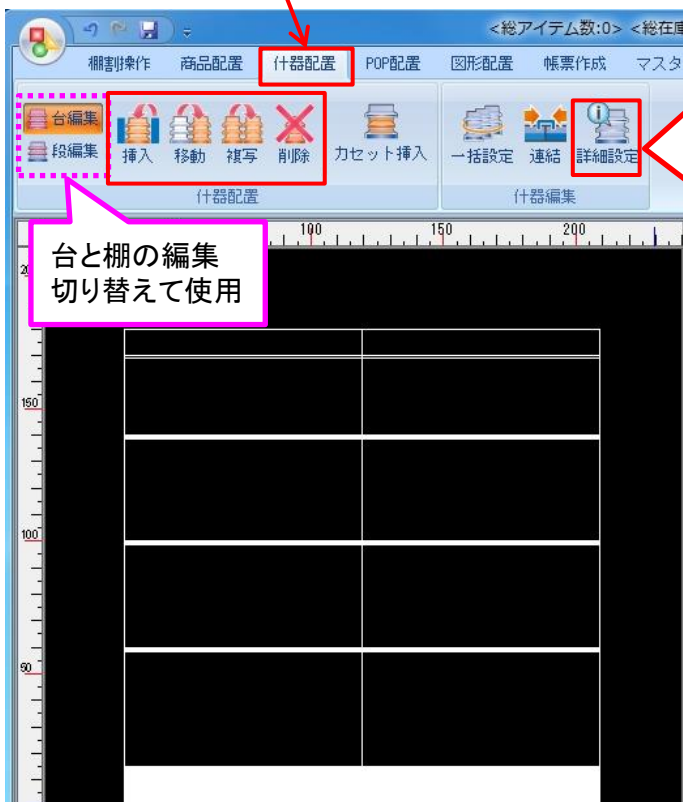 <総アイテム数:0> <総在庫
棚割操作 商品配置 什器配置 POP配置 図形配置 帳票作成 マスタ
台編集
段編集
挿入 移動 複写 削除 カセット挿入 一括設定 連結 詳細設定
什器配置 什器編集
100 150 200
台と棚の編集
切り替えて使用
150
100
50